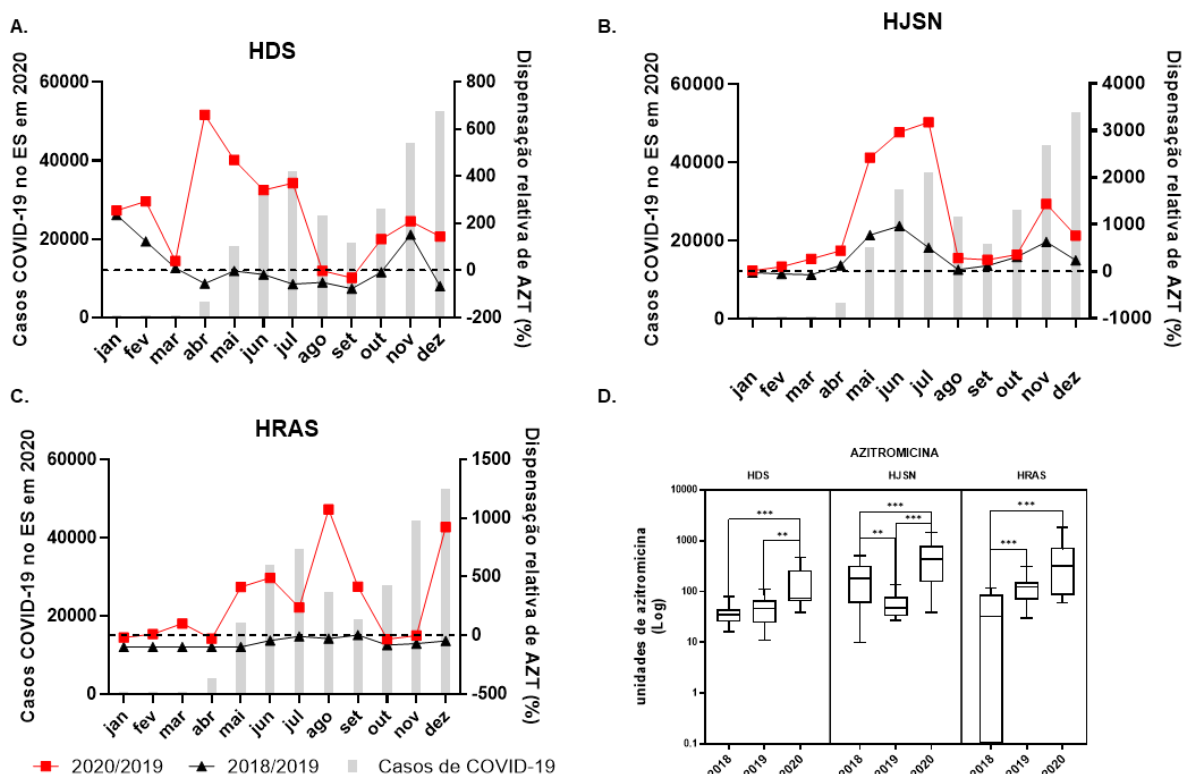 A.
HDS
Casos COVID-19 no ES em 2020
60000
40000
20000
0
800
600
400
200
0
-200
Dispensação relativa de AZT (%)
jan fev mar abr mai jun jul ago set out nov dez
B.
HJSN
Casos COVID-19 no ES em 2020
60000
40000
20000
0
4000
3000
2000
1000
0
-1000
Dispensação relativa de AZT (%)
jan fev mar abr mai jun jul ago set out nov dez
C.
HRAS
Casos COVID-19 no ES em 2020
60000
40000
20000
0
1500
1000
500
0
-500
Dispensação relativa de AZT (%)
jan fev mar abr mai jun jul ago set out nov dez
2020/2019 2018/2019 Casos de COVID-19
D.
AZITROMICINA
HDS HJSN HRAS
unidades de azitromicina
(Log)
10000
1000
100
10
1
0.1
*** ** *** ** *** *** ***
2018 2019 2020 2018 2019 2020 2018 2019 2020